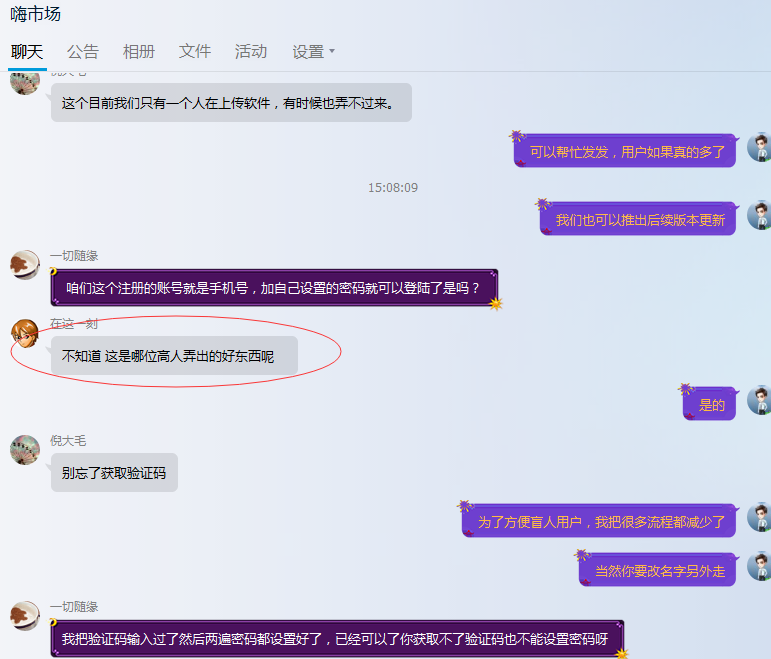 嗨市场
聊天 公告 相册 文件 活动 设置
倪大毛
这个目前我们只有一个人在上传软件，有时候也弄不过来。
可以帮忙发发，用户如果真的多了
15:08:09
我们也可以推出后续版本更新
一切随缘
咱们这个注册的账号就是手机号，加自己设置的密码就可以登陆了是吗？
在这一刻
不知道 这是哪位高人弄出的好东西呢
是的
倪大毛
别忘了获取验证码
为了方便盲人用户，我把很多流程都减少了
当然你要改名字另外走
一切随缘
我把验证码输入过了然后两遍密码都设置好了，已经可以了你获取不了验证码也不能设置密码呀